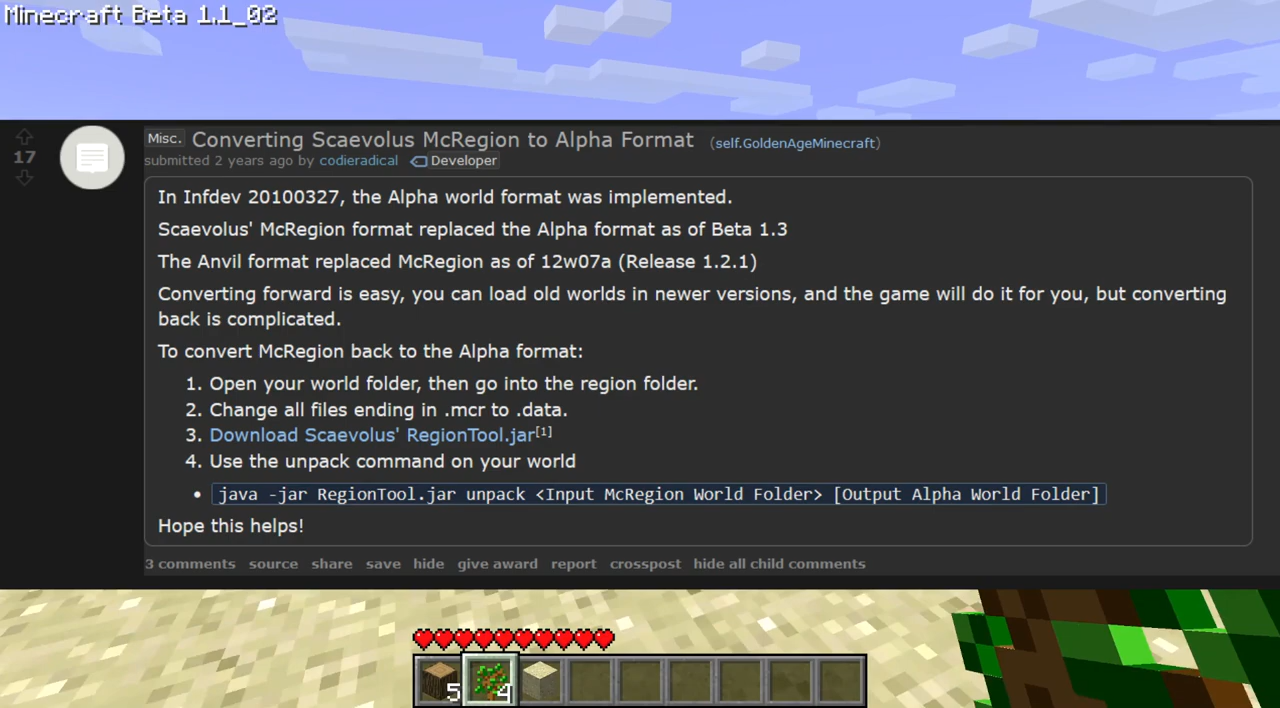 Minecraft Beta 1.1_02
Misc. Converting Scaevolus McRegion to Alpha Format (self.GoldenAgeMinecraft)
17
submitted 2 years ago by codieradical Developer
In Infdev 20100327, the Alpha world format was implemented.
Scaevolus' McRegion format replaced the Alpha format as of Beta 1.3
The Anvil format replaced McRegion as of 12w07a (Release 1.2.1)
Converting forward is easy, you can load old worlds in newer versions, and the game will do it for you, but converting
back is complicated.
To convert McRegion back to the Alpha format:
1. Open your world folder, then go into the region folder.
2. Change all files ending in .mcr to .data.
3. Download Scaevolus' RegionTool.jar[1]
4. Use the unpack command on your world
• java -jar RegionTool.jar unpack <Input McRegion World Folder> [Output Alpha World Folder]
Hope this helps!
3 comments source share save hide give award report crosspost hide all child comments
5 4